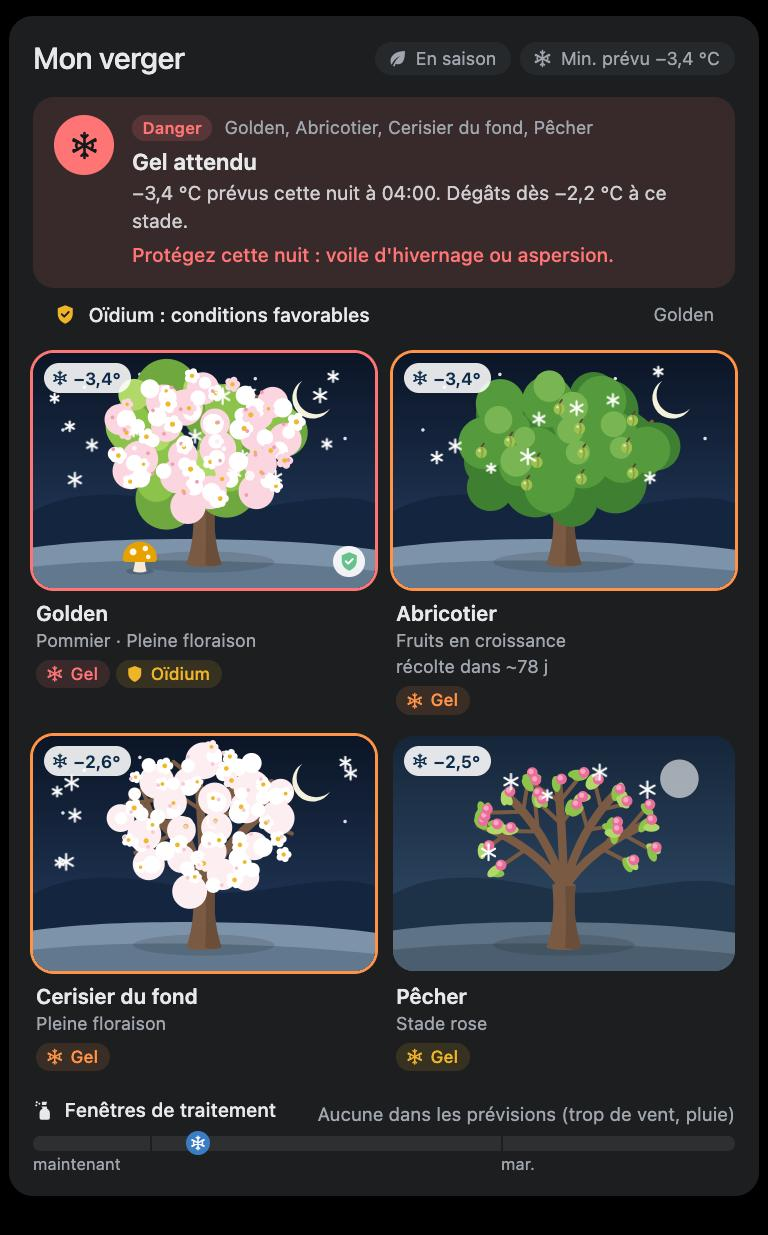 Mon verger
En saison
Min. prévu −3,4 °C
Danger
Golden, Abricotier, Cerisier du fond, Pêcher
Gel attendu
−3,4 °C prévus cette nuit à 04:00. Dégâts dès −2,2 °C à ce
stade.
Protégez cette nuit : voile d'hivernage ou aspersion.
Oïdium : conditions favorables
Golden
−3,4°
−3,4°
Golden
Pommier · Pleine floraison
Gel
Oïdium
Abricotier
Fruits en croissance
récolte dans ~78 j
Gel
−2,6°
−2,5°
Cerisier du fond
Pleine floraison
Gel
Pêcher
Stade rose
Gel
Fenêtres de traitement
Aucune dans les prévisions (trop de vent, pluie)
maintenant
mar.